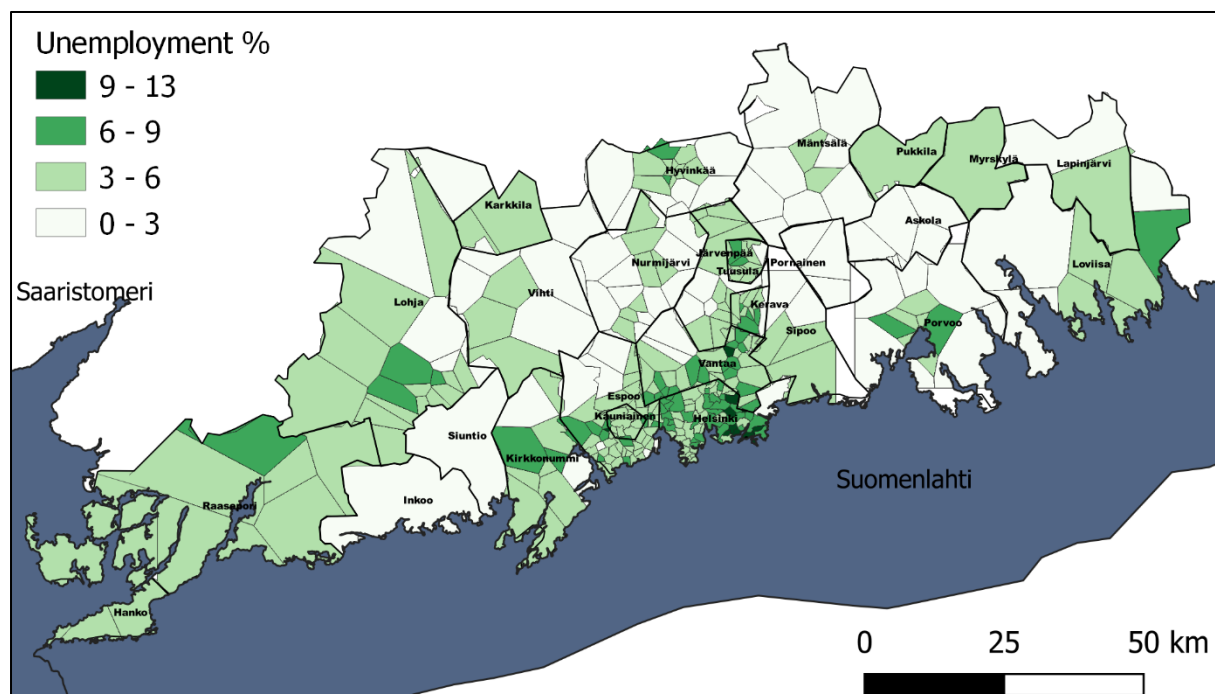 Unemployment %
9 - 13
6 - 9
3 - 6
0 - 3
Mäntsälä
Pukkila
Myrskylä
Lapinjärvi
Hyvinkää
Karkkila
Askola
Nurmijärvi
Järvenpää
Pornainen
Tuusula
Loviisa
Saaristomeri
Vihti
Lohja
Kerava
Sipoo
Porvoo
Vantaa
Espoo
Kauniainen
Helsinki
Siuntio
Kirkkonummi
Suomenlahti
Inkoo
Raasepori
Hanko
0 25 50 km